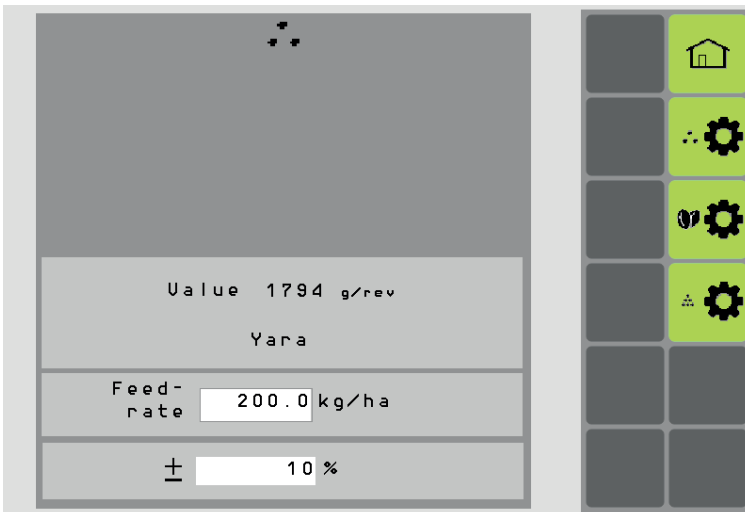 Value 1794 g/rev
Yara
Feed-
rate 200.0 kg/ha
± 10 %